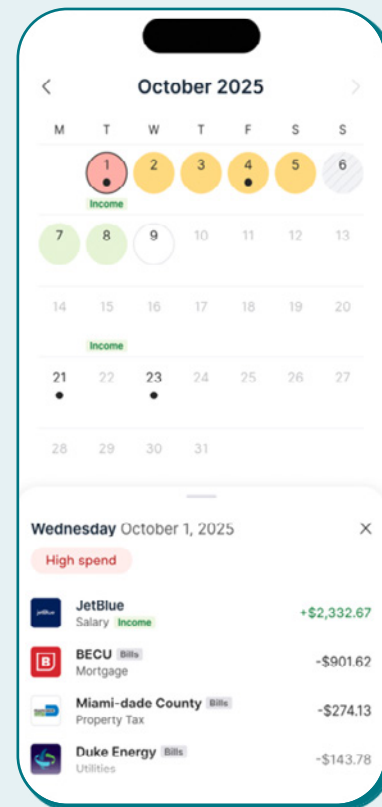 October 2025
M T W T F S S
1 2 3 4 5 6
Income
7 8 9 10 11 12 13
14 15 16 17 18 19 20
Income
21 22 23 24 25 26 27
28 29 30 31
Wednesday October 1, 2025
High spend
jetBlue JetBlue +$2,332.67
Salary Income
B BECU Bills -$901.62
Mortgage
Miami-dade County Bills -$274.13
Property Tax
Duke Energy Bills -$143.78
Utilities